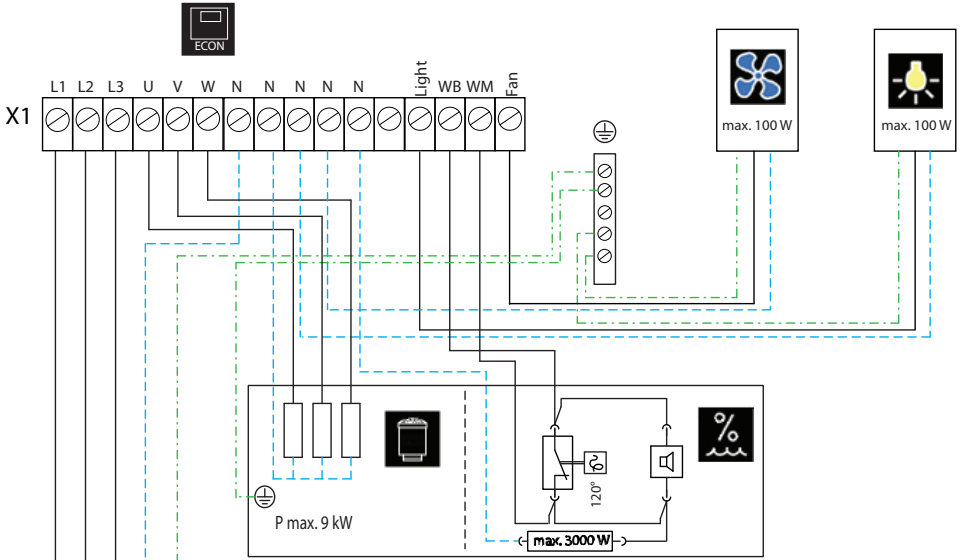 ECON
X1
L1 L2 L3 U V W N N N N N Light WB WM Fan
max. 100 W
max. 100 W
%
120°
P max. 9 kW
max. 3000 W